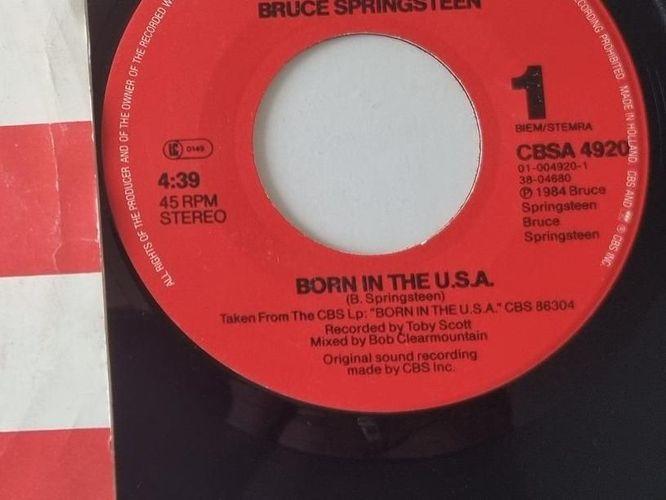 BRUCE SPRINGSTEEN
ALL RIGHTS OF THE PRODUCER AND OF THE OWNER OF THE RECORDED W
CORDING PROHIBITED MADE IN HOLLAND. CBS AND ® © CBS INC.
1
BIEM/STEMRA
LC 0149
4:39
45 RPM
STEREO
CBSA 4920
01-004920-1
38-04680
℗ 1984 Bruce
Springsteen
Bruce
Springsteen
BORN IN THE U.S.A.
(B. Springsteen)
Taken From The CBS Lp: "BORN IN THE U.S.A." CBS 86304
Recorded by Toby Scott
Mixed by Bob Clearmountain
Original sound recording
made by CBS Inc.